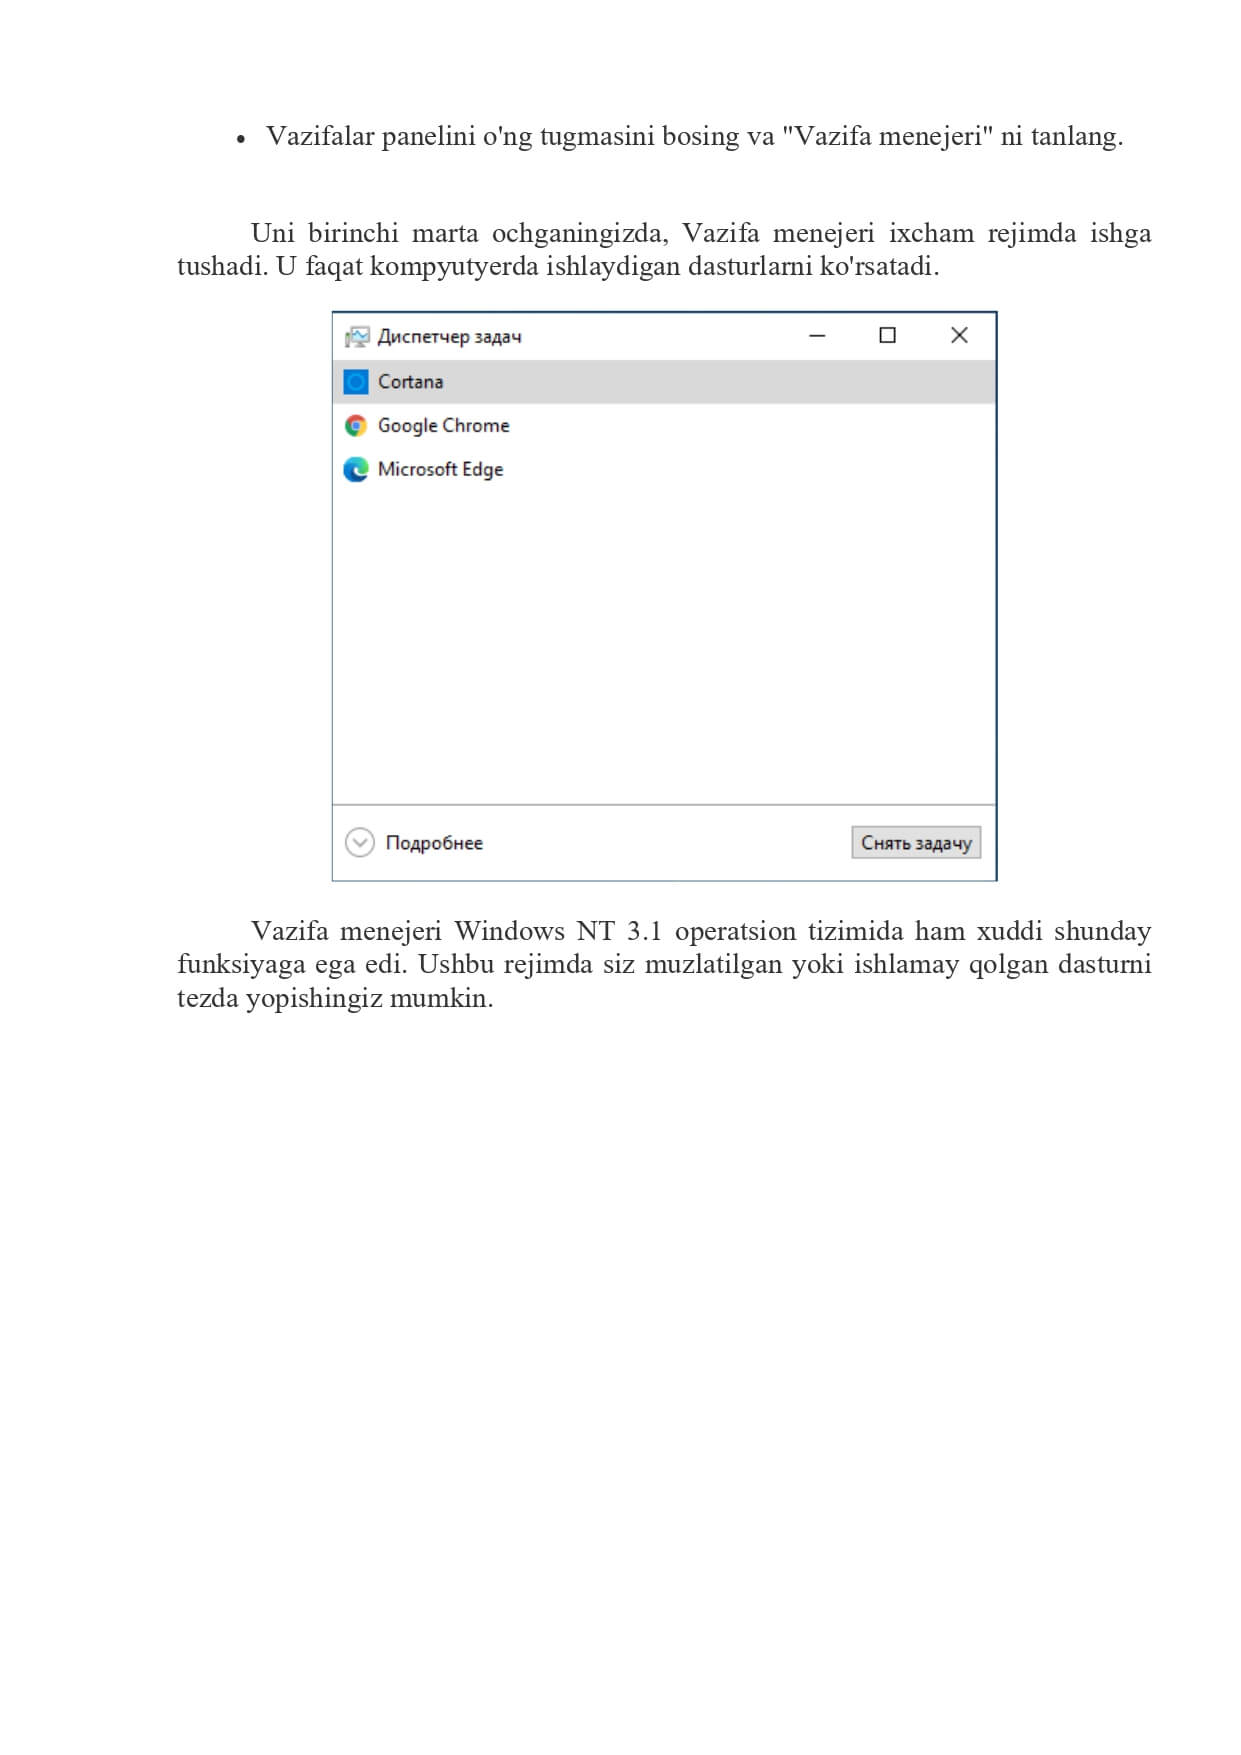 • Vazifalar panelini o'ng tugmasini bosing va "Vazifa menejeri" ni tanlang.
Uni birinchi marta ochganingizda, Vazifa menejeri ixcham rejimda ishga
tushadi. U faqat kompyutyerda ishlaydigan dasturlarni ko'rsatadi.
Диспетчер задач
Cortana
Google Chrome
Microsoft Edge
Подробнее Снять задачу
Vazifa menejeri Windows NT 3.1 operatsion tizimida ham xuddi shunday
funksiyaga ega edi. Ushbu rejimda siz muzlatilgan yoki ishlamay qolgan dasturni
tezda yopishingiz mumkin.